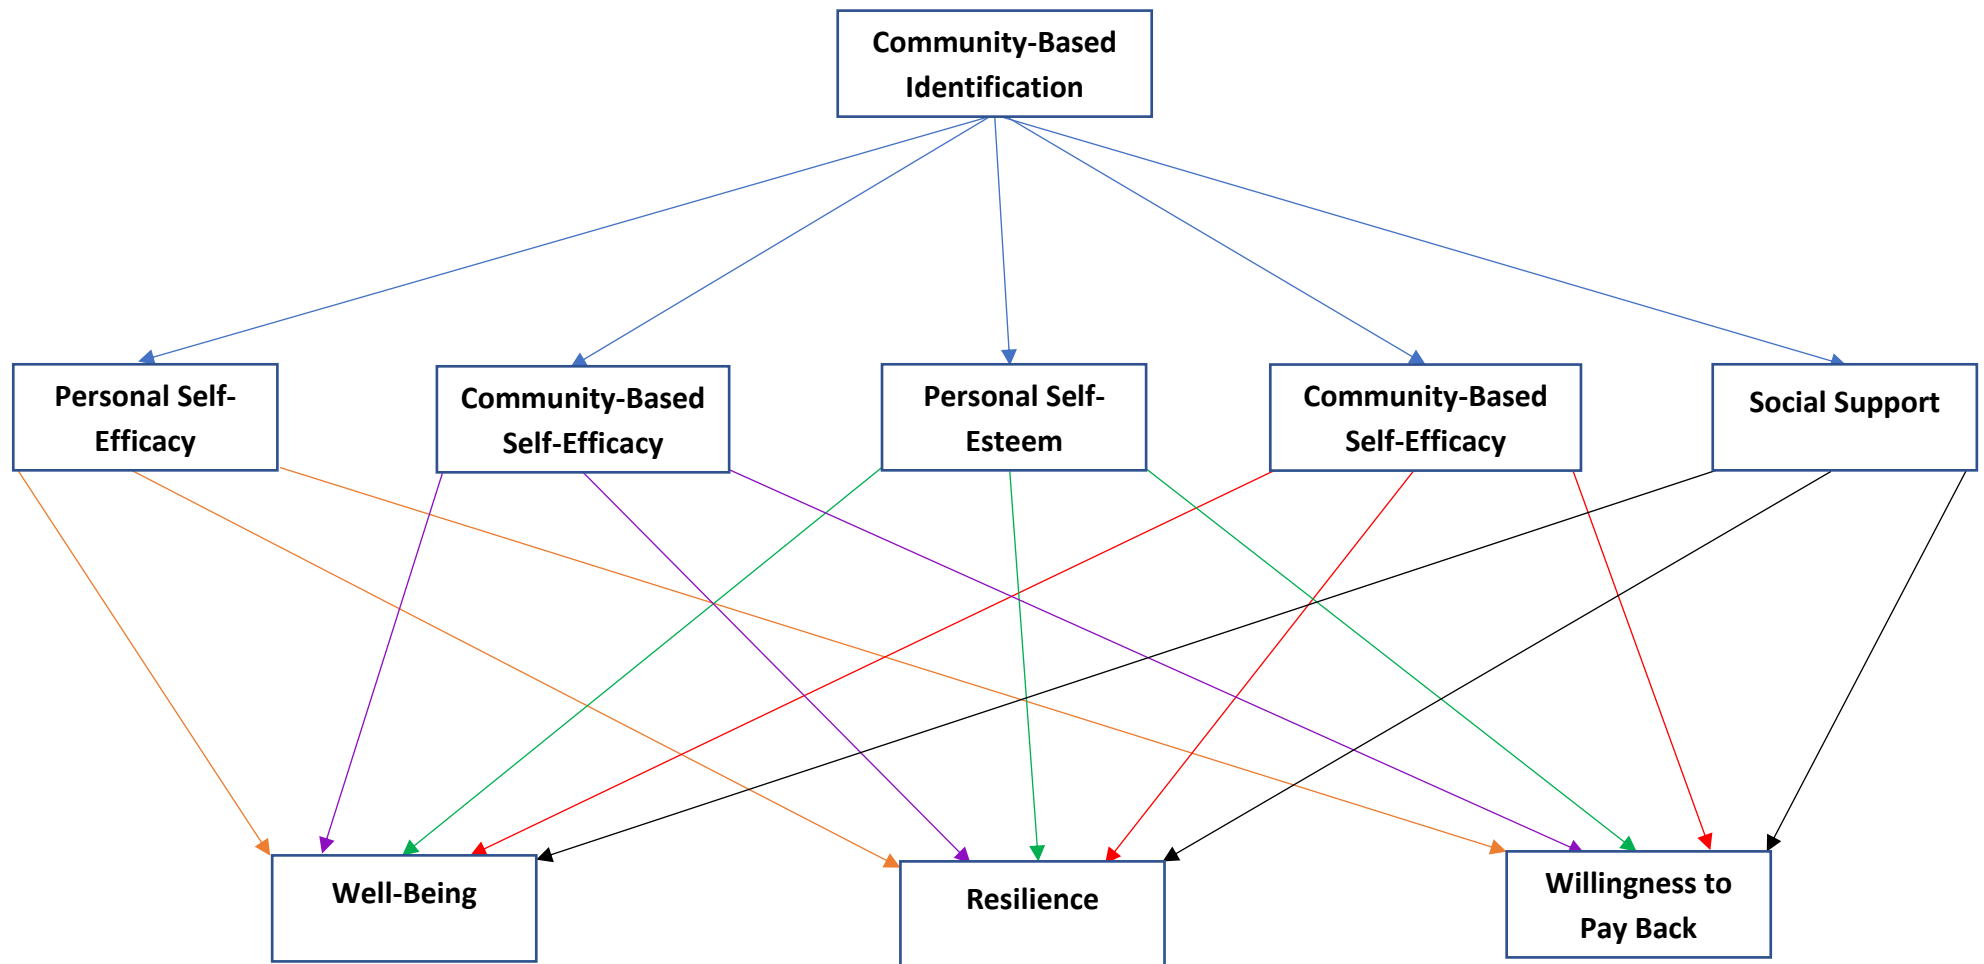 Community-Based
Identification
Personal Self-
Efficacy
Community-Based
Self-Efficacy
Personal Self-
Esteem
Community-Based
Self-Efficacy
Social Support
Well-Being
Resilience
Willingness to
Pay Back